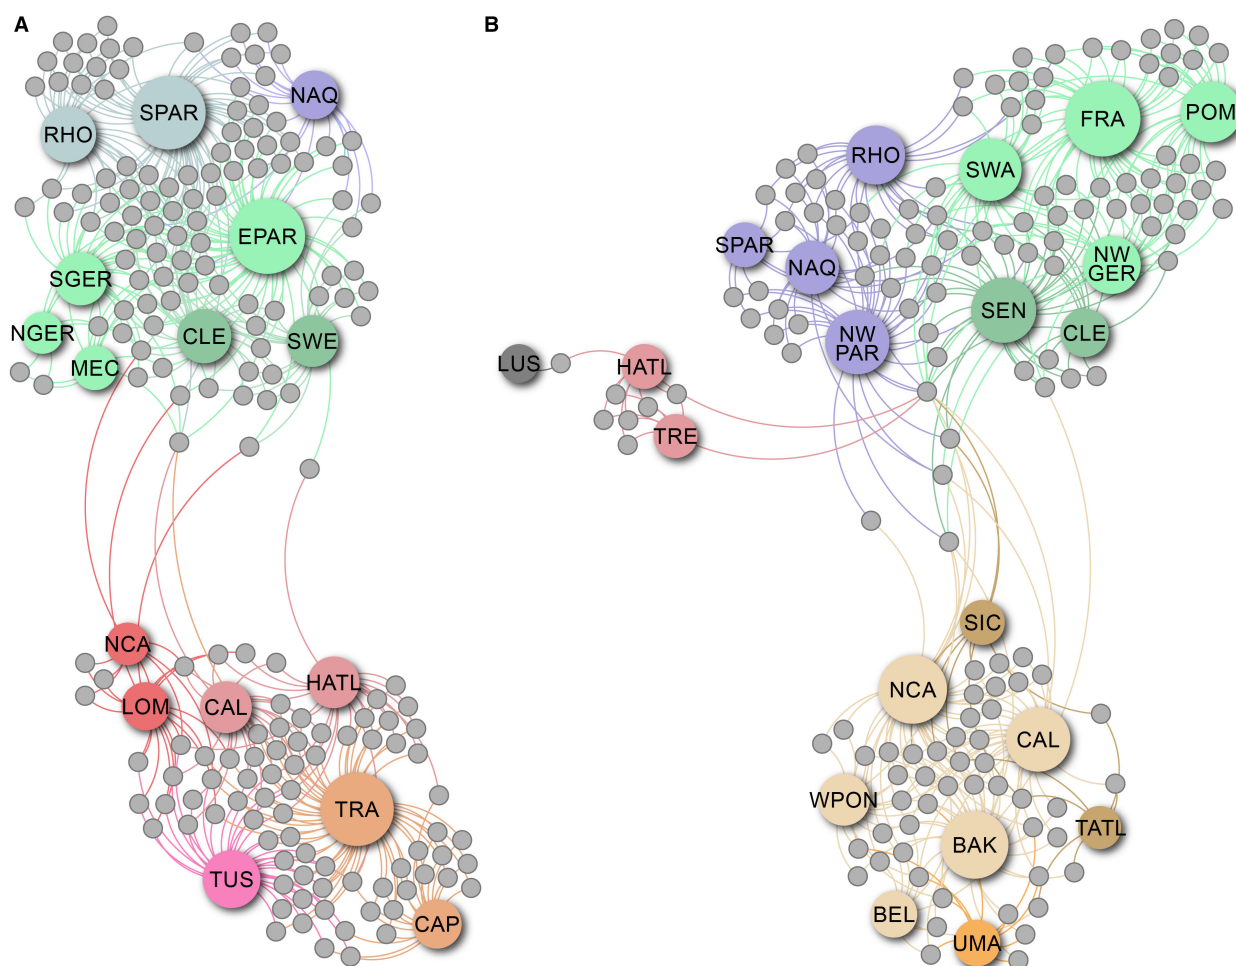 A
SPAR
NAQ
RHO
EPAR
SGER
NGER
MEC
CLE
SWE
NCA
LOM
CAL
HATL
TRA
TUS
CAP
B
FRA
POM
RHO
SWA
SPAR
NAQ
NW
GER
SEN
CLE
NW
PAR
LUS
HATL
TRE
SIC
NCA
CAL
WPON
TATL
BAK
BEL
UMA